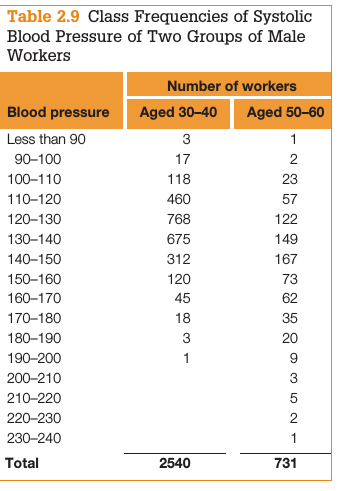 Table 2.9 Class Frequencies of Systolic
Blood Pressure of Two Groups of Male
Workers
Number of workers
Blood pressure Aged 30–40 Aged 50–60
Less than 90 3 1
90–100 17 2
100–110 118 23
110–120 460 57
120–130 768 122
130–140 675 149
140–150 312 167
150–160 120 73
160–170 45 62
170–180 18 35
180–190 3 20
190–200 1 9
200–210 3
210–220 5
220–230 2
230–240 1
Total 2540 731